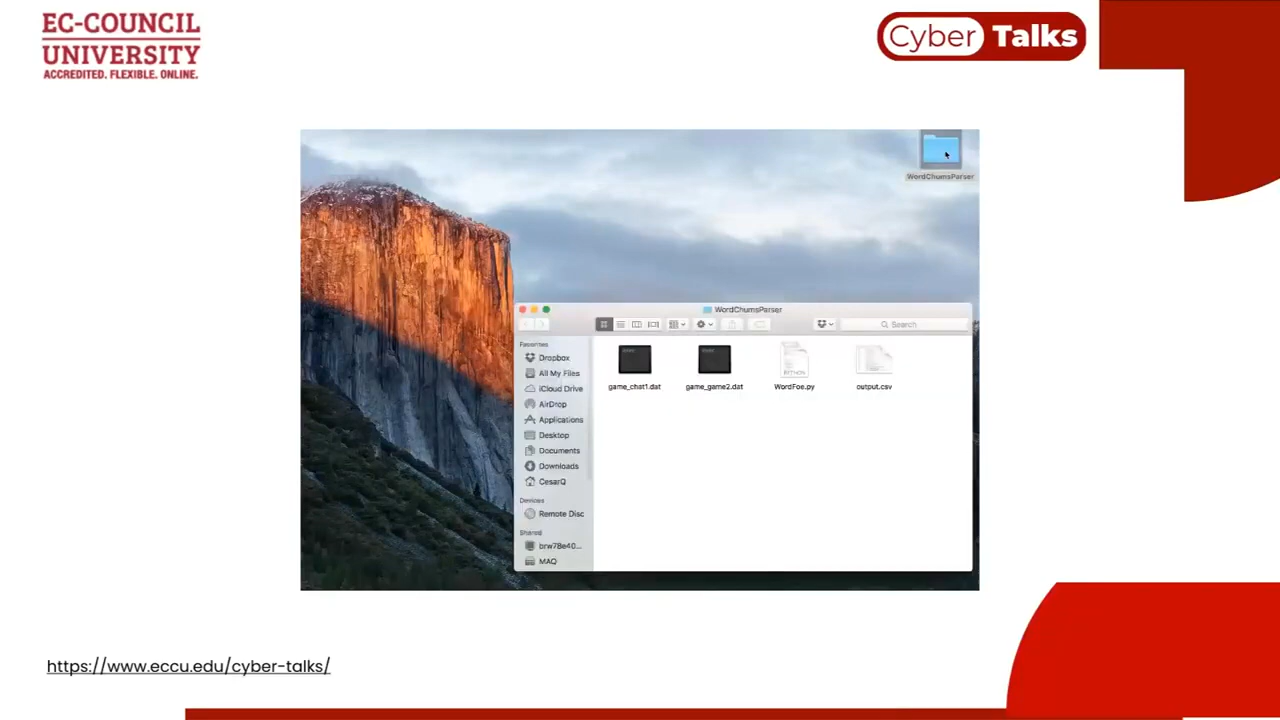 EC-COUNCIL
UNIVERSITY
ACCREDITED. FLEXIBLE. ONLINE.
Cyber Talks
WordChumsParser
WordChumsParser
Search
Favorites
Dropbox
All My Files
iCloud Drive
AirDrop
Applications
Desktop
Documents
Downloads
CesarQ
Devices
Remote Disc
Shared
brw78e40...
MAQ
game_chat1.dat
game_game2.dat
PYTHON
WordFoe.py
output.csv
https://www.eccu.edu/cyber-talks/